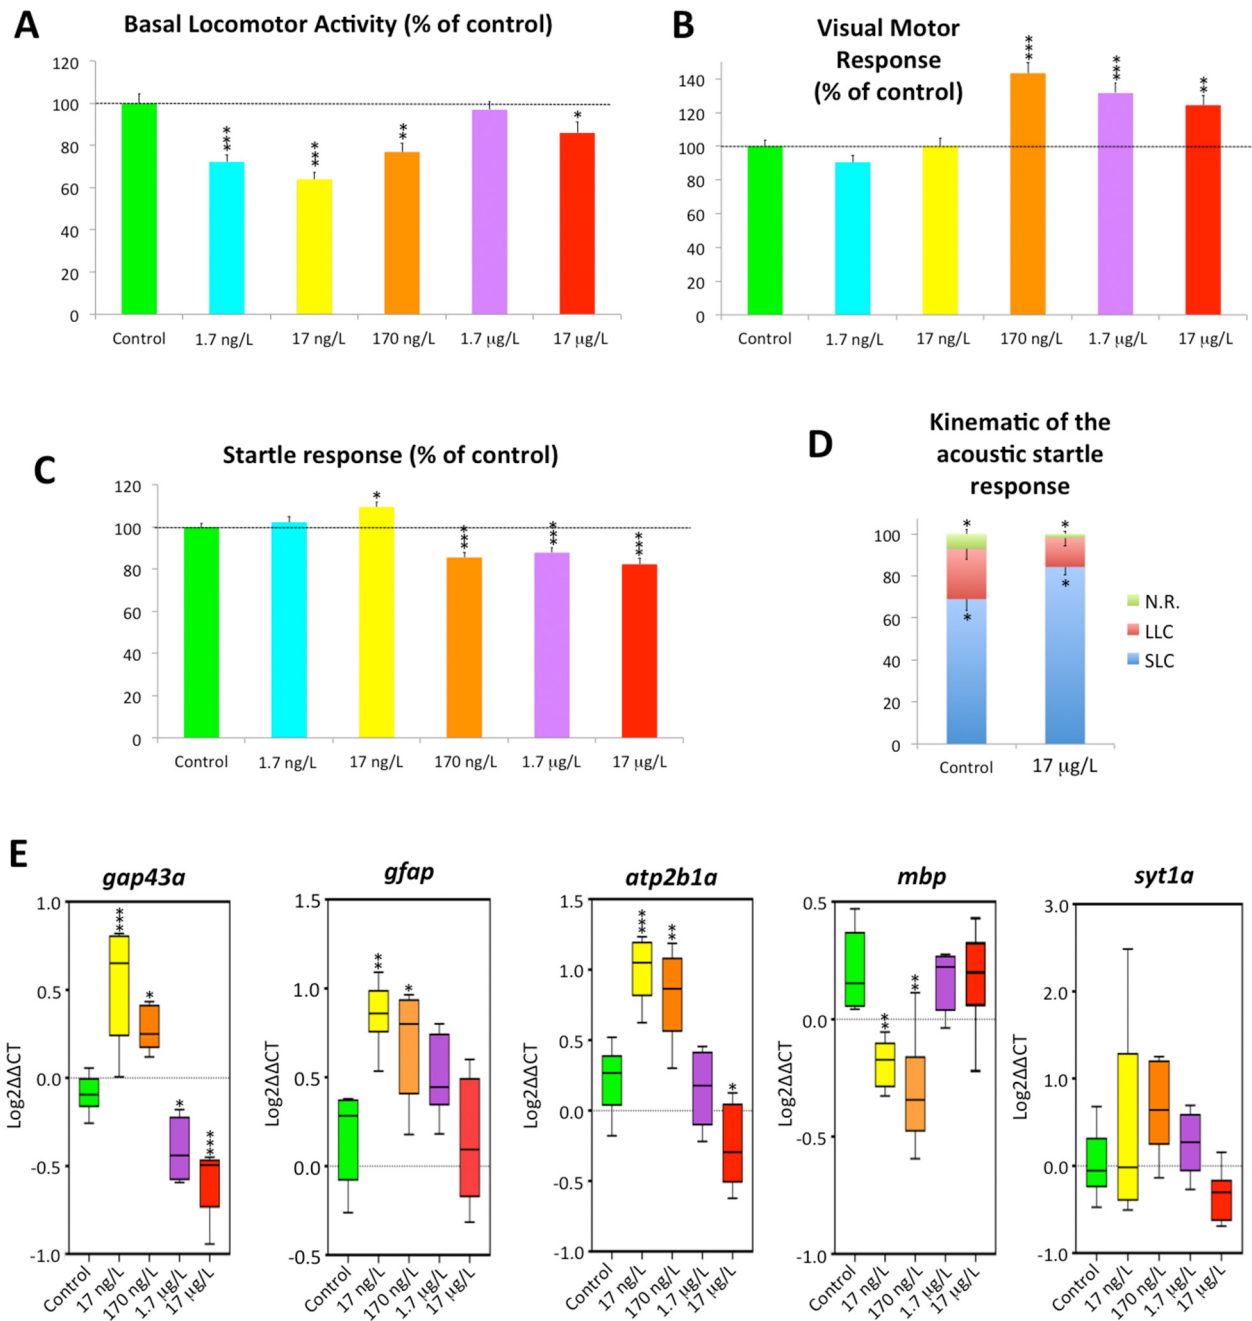 A
Basal Locomotor Activity (% of control)
120
100
80
60
40
20
0
***
***
**
*
Control
1.7 ng/L
17 ng/L
170 ng/L
1.7 µg/L
17 µg/L
B
Visual Motor
Response
(% of control)
140
120
100
80
60
40
20
0
***
***
**
Control
1.7 ng/L
17 ng/L
170 ng/L
1.7 µg/L
17 µg/L
C
Startle response (% of control)
120
100
80
60
40
20
0
*
***
***
***
Control
1.7 ng/L
17 ng/L
170 ng/L
1.7 µg/L
17 µg/L
D
Kinematic of the
acoustic startle
response
100
80
60
40
20
0
*
*
*
*
Control
17 µg/L
N.R.
LLC
SLC
E
gap43a
Log2ΔΔCT
1.0
0.5
0.0
-0.5
-1.0
***
*
*
***
Control
17 ng/L
170 ng/L
1.7 µg/L
17 µg/L
gfap
Log2ΔΔCT
1.5
1.0
0.5
0.0
-0.5
**
*
Control
17 ng/L
170 ng/L
1.7 µg/L
17 µg/L
atp2b1a
Log2ΔΔCT
1.5
1.0
0.5
0.0
-0.5
-1.0
***
**
*
Control
17 ng/L
170 ng/L
1.7 µg/L
17 µg/L
mbp
Log2ΔΔCT
0.5
0.0
-0.5
-1.0
**
**
Control
17 ng/L
170 ng/L
1.7 µg/L
17 µg/L
syt1a
Log2ΔΔCT
3.0
2.0
1.0
0.0
-1.0
Control
17 ng/L
170 ng/L
1.7 µg/L
17 µg/L